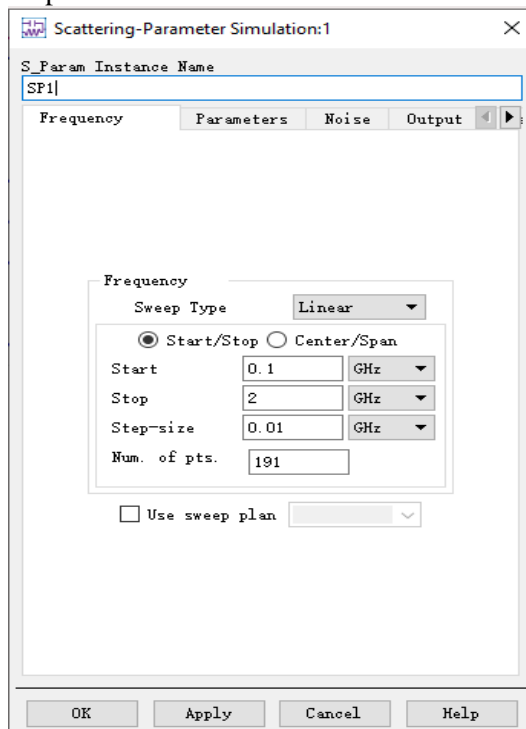 Scattering-Parameter Simulation:1
S_Param Instance Name
SP1
Frequency Parameters Noise Output
Frequency
Sweep Type Linear
Start/Stop Center/Span
Start 0.1 GHz
Stop 2 GHz
Step-size 0.01 GHz
Num. of pts. 191
Use sweep plan
OK Apply Cancel Help